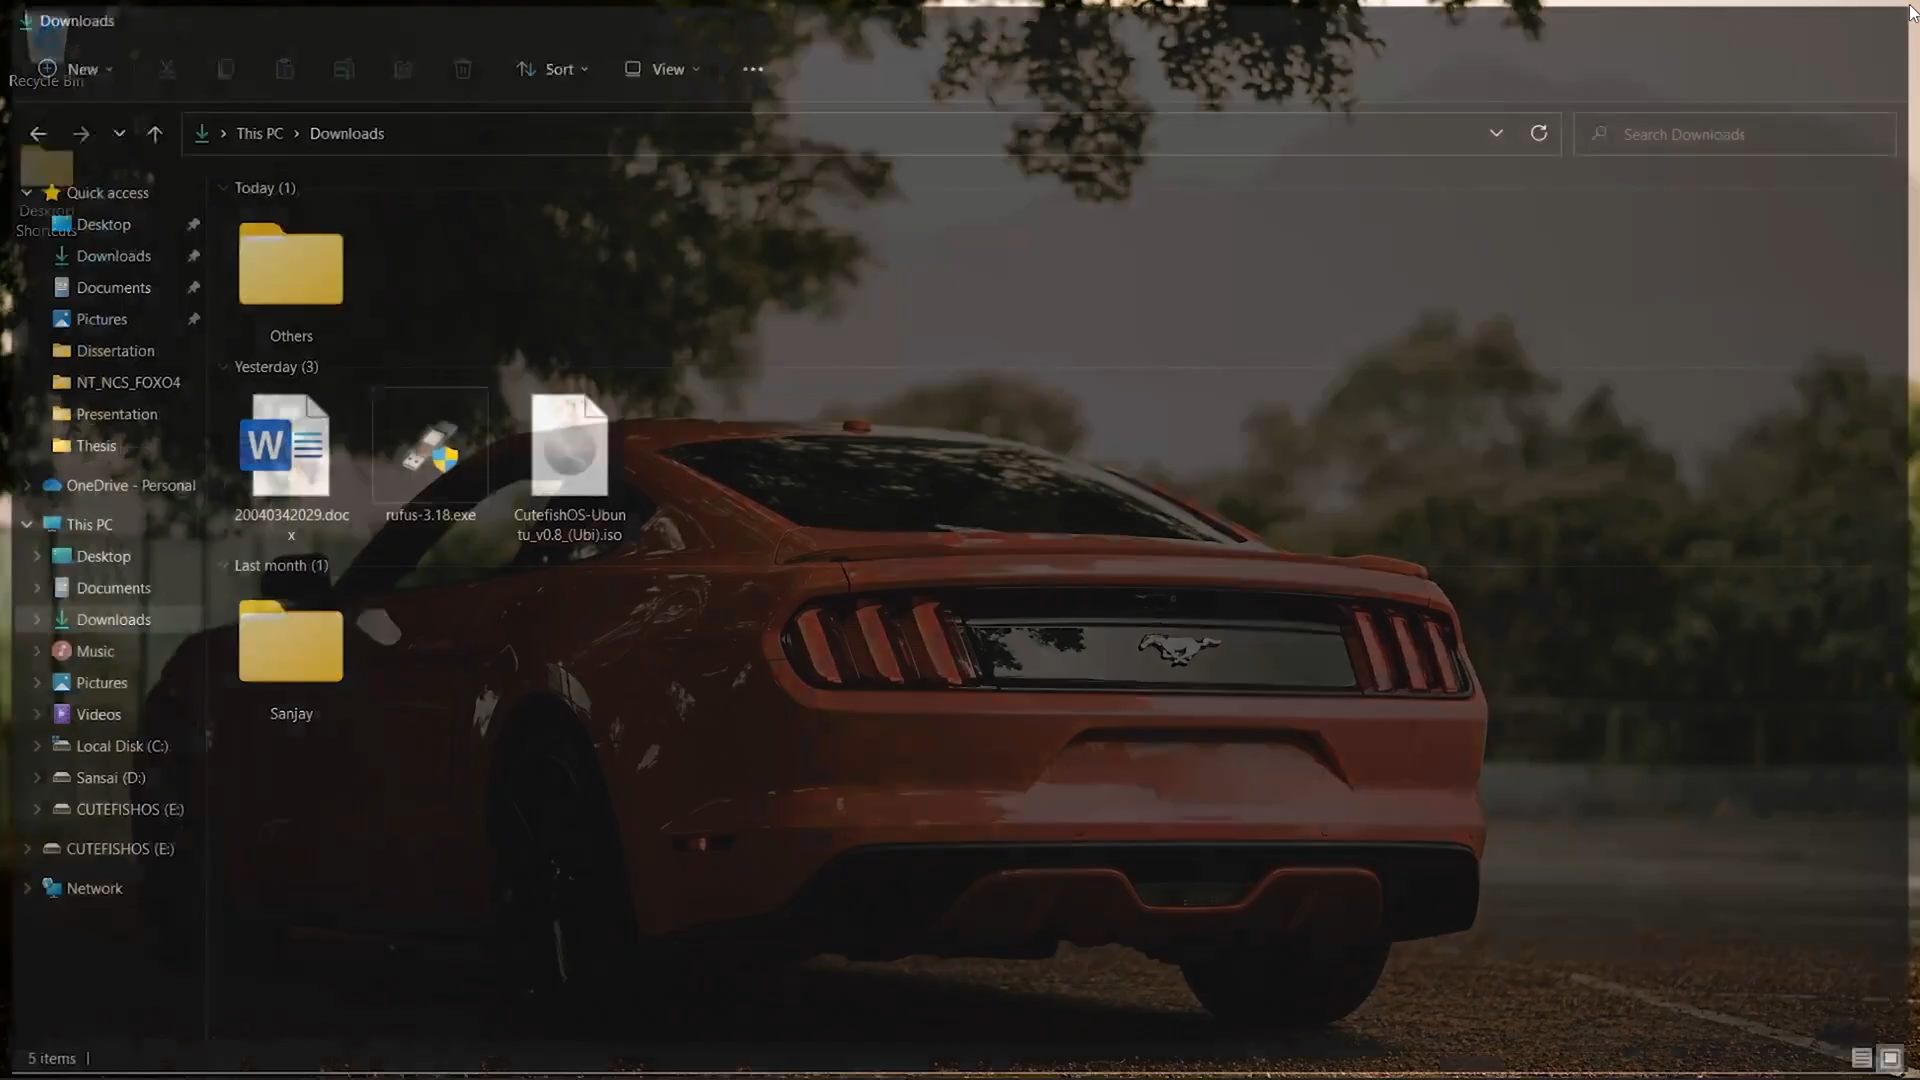 Downloads
New
Sort
View
Recycle Bin
This PC
Downloads
Search Downloads
Quick access
Today (1)
Desktop
Shortcuts
Desktop
Downloads
Documents
Pictures
Others
Dissertation
Yesterday (3)
NT_NCS_FOXO4
Presentation
Thesis
OneDrive - Personal
20040342029.doc
x
rufus-3.18.exe
CutefishOS-Ubun
tu_v0.8_(Ubi).iso
This PC
Desktop
Last month (1)
Documents
Downloads
Music
Pictures
Videos
Sanjay
Local Disk (C:)
Sansai (D:)
CUTEFISHOS (E:)
CUTEFISHOS (E:)
Network
5 items